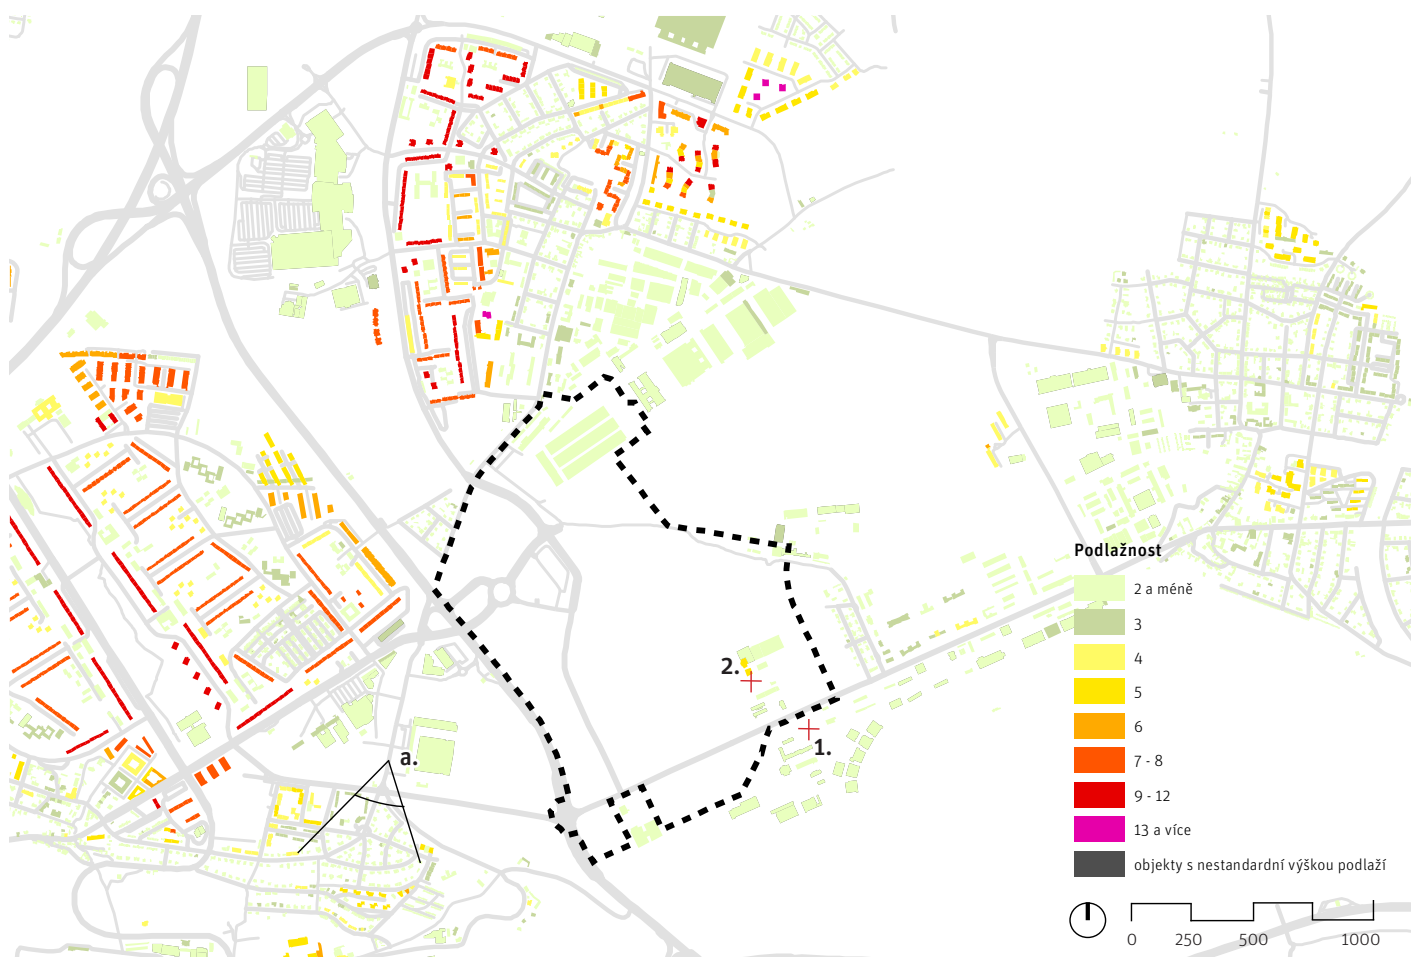 2.
1.
a.
Podlažnost
2 a méně
3
4
5
6
7 - 8
9 - 12
13 a více
objekty s nestandardní výškou podlaží
0 250 500 1000